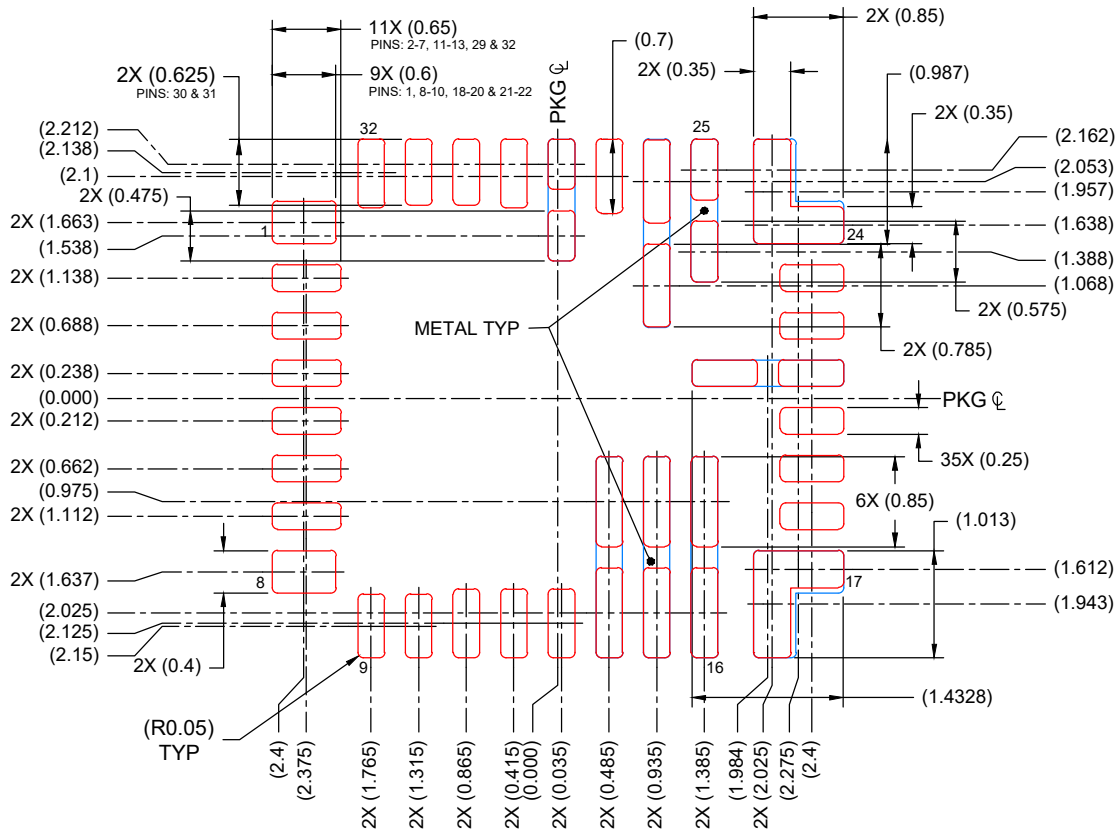 11X (0.65)
PINS: 2-7, 11-13, 29 & 32
2X (0.85)
2X (0.625)
PINS: 30 & 31
9X (0.6)
PINS: 1, 8-10, 18-20 & 21-22
PKG ℄
(0.7)
2X (0.35)
(0.987)
2X (0.35)
(2.212)
(2.138)
(2.1)
2X (0.475)
2X (1.663)
(1.538)
2X (1.138)
2X (0.688)
2X (0.238)
(0.000)
2X (0.212)
2X (0.662)
(0.975)
2X (1.112)
2X (1.637)
(2.025)
(2.125)
(2.15)
2X (0.4)
32
25
1
24
8
17
9
16
METAL TYP
(2.162)
(2.053)
(1.957)
(1.638)
(1.388)
(1.068)
2X (0.575)
2X (0.785)
PKG ℄
35X (0.25)
6X (0.85)
(1.013)
(1.612)
(1.943)
(1.4328)
(R0.05)
TYP
(2.4)
(2.375)
2X (1.765)
2X (1.315)
2X (0.865)
2X (0.415)
(0.000)
2X (0.035)
2X (0.485)
2X (0.935)
2X (1.385)
(1.984)
2X (2.025)
(2.275)
(2.4)